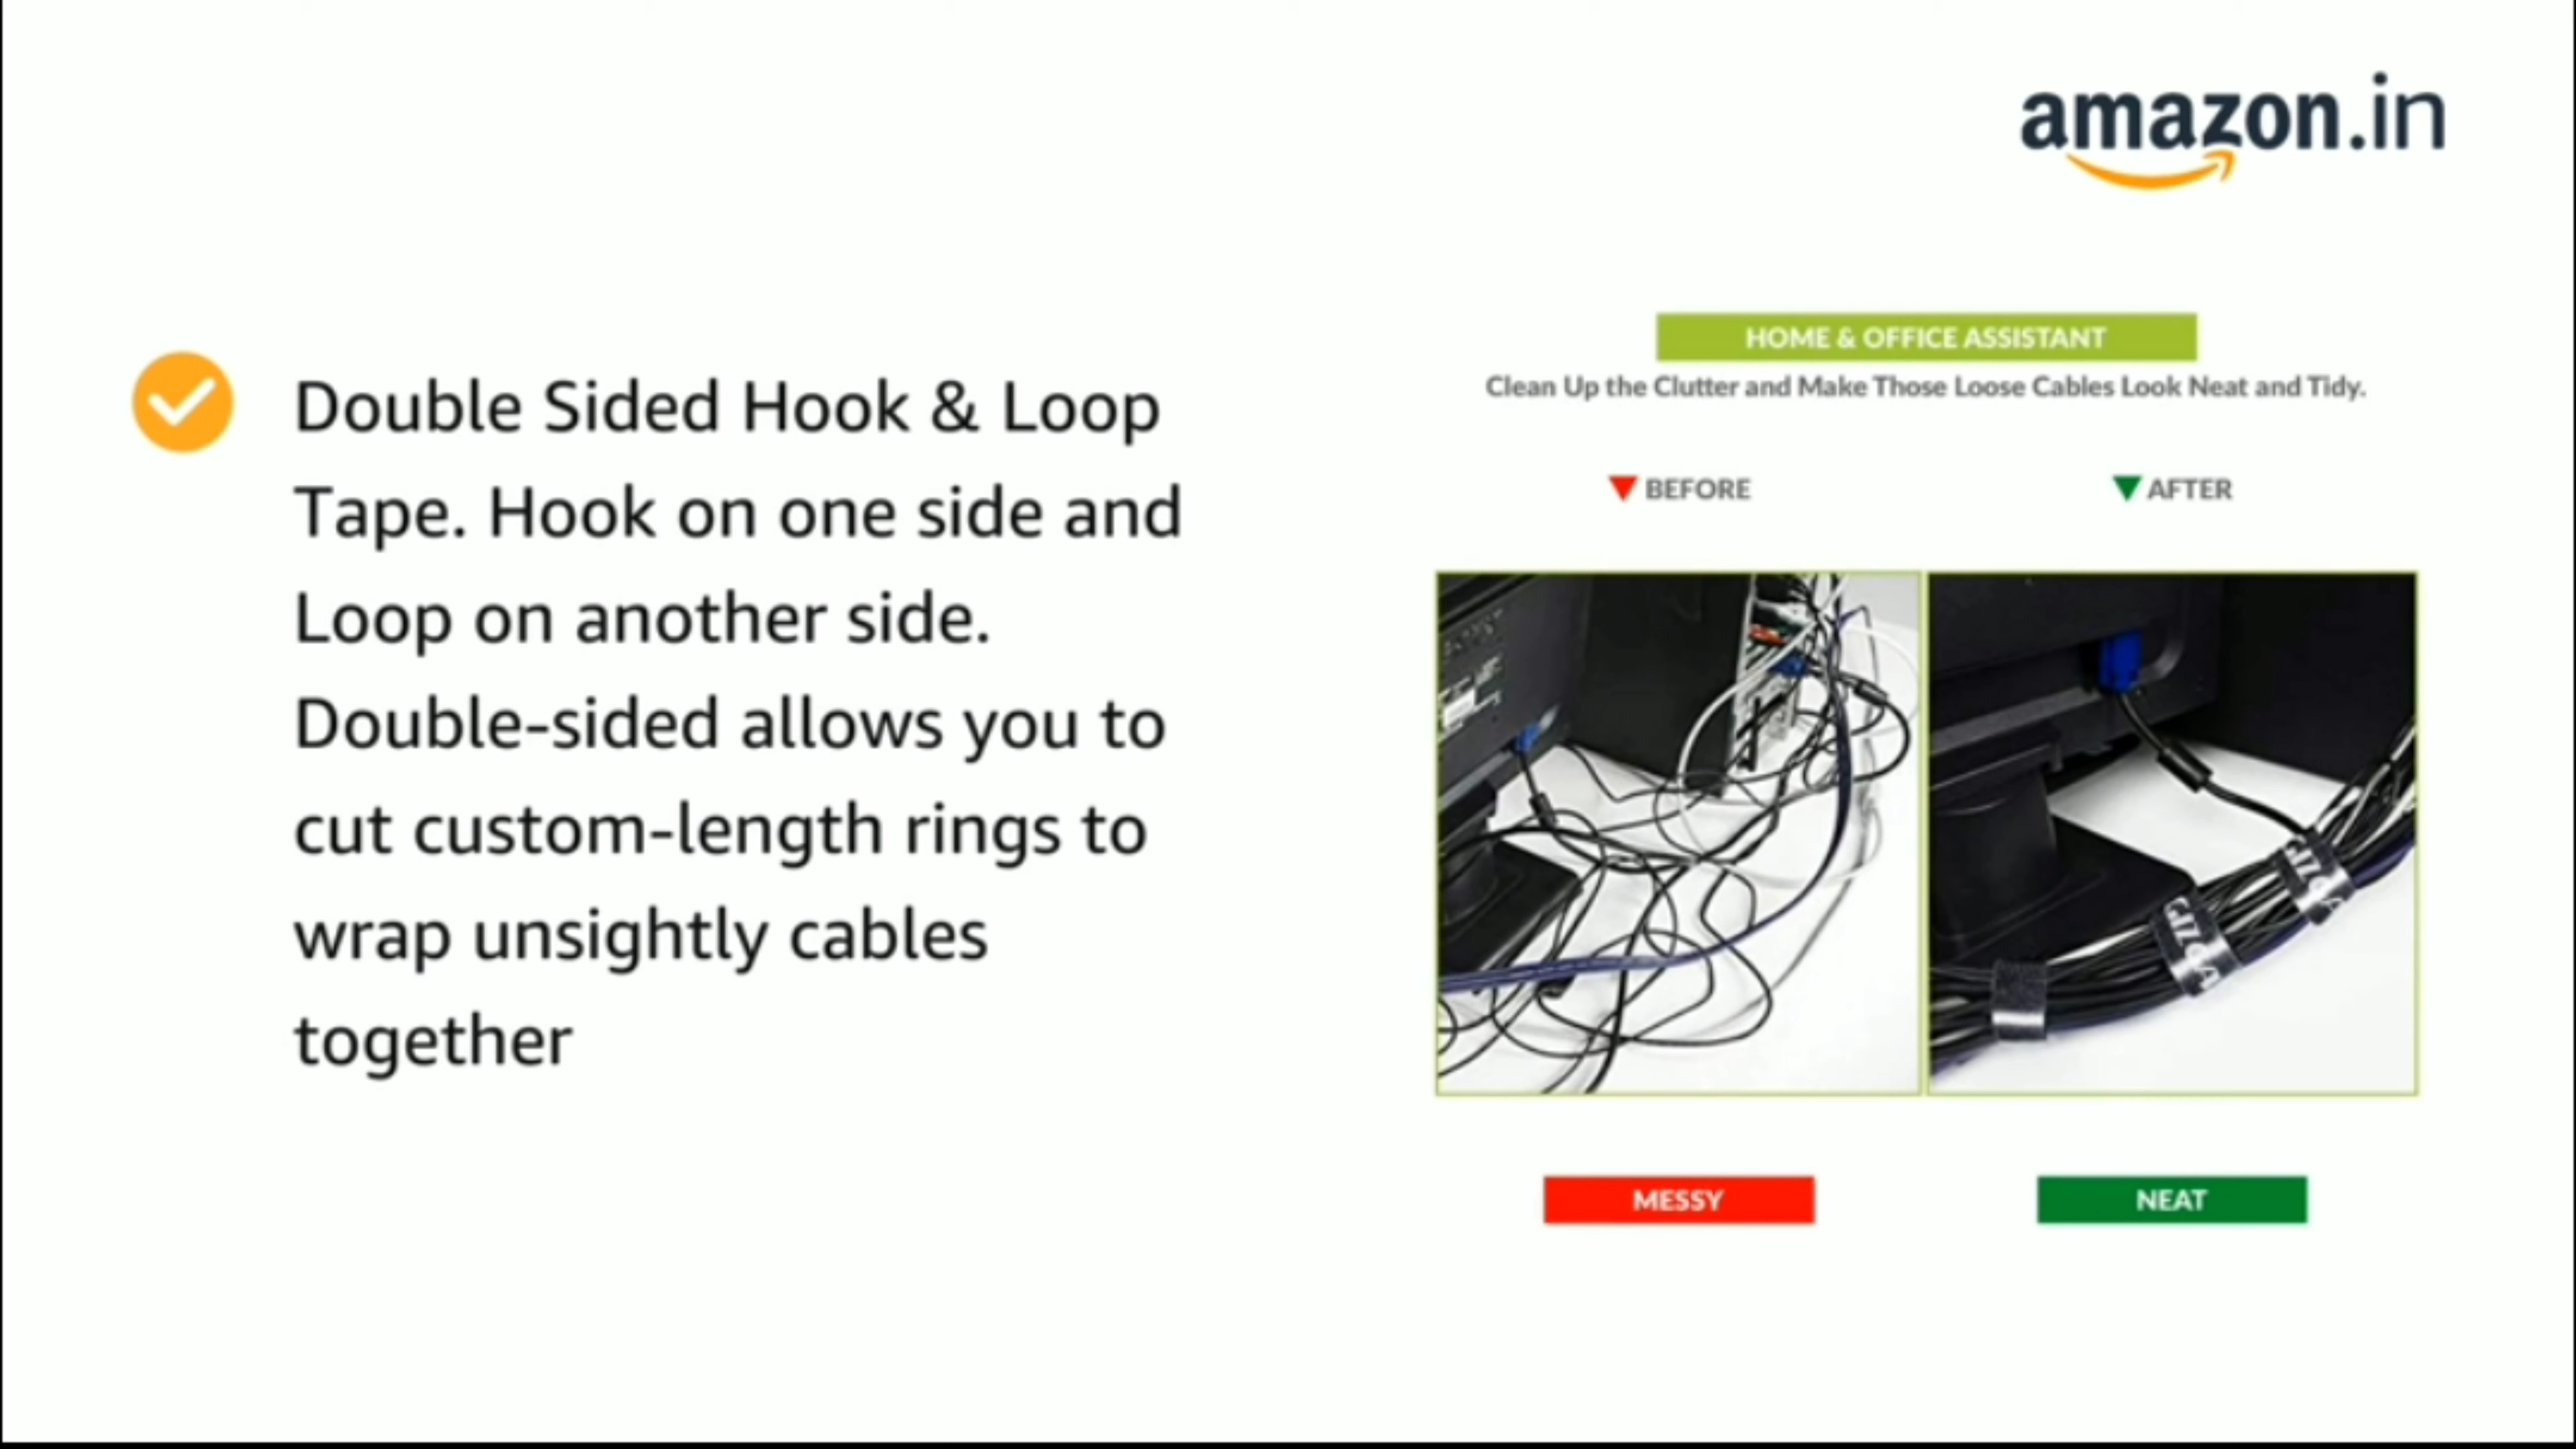 amazon.in
Double Sided Hook & Loop
Tape. Hook on one side and
Loop on another side.
Double-sided allows you to
cut custom-length rings to
wrap unsightly cables
together
HOME & OFFICE ASSISTANT
Clean Up the Clutter and Make Those Loose Cables Look Neat and Tidy.
BEFORE
AFTER
GIZGA
GIZGA
MESSY
NEAT